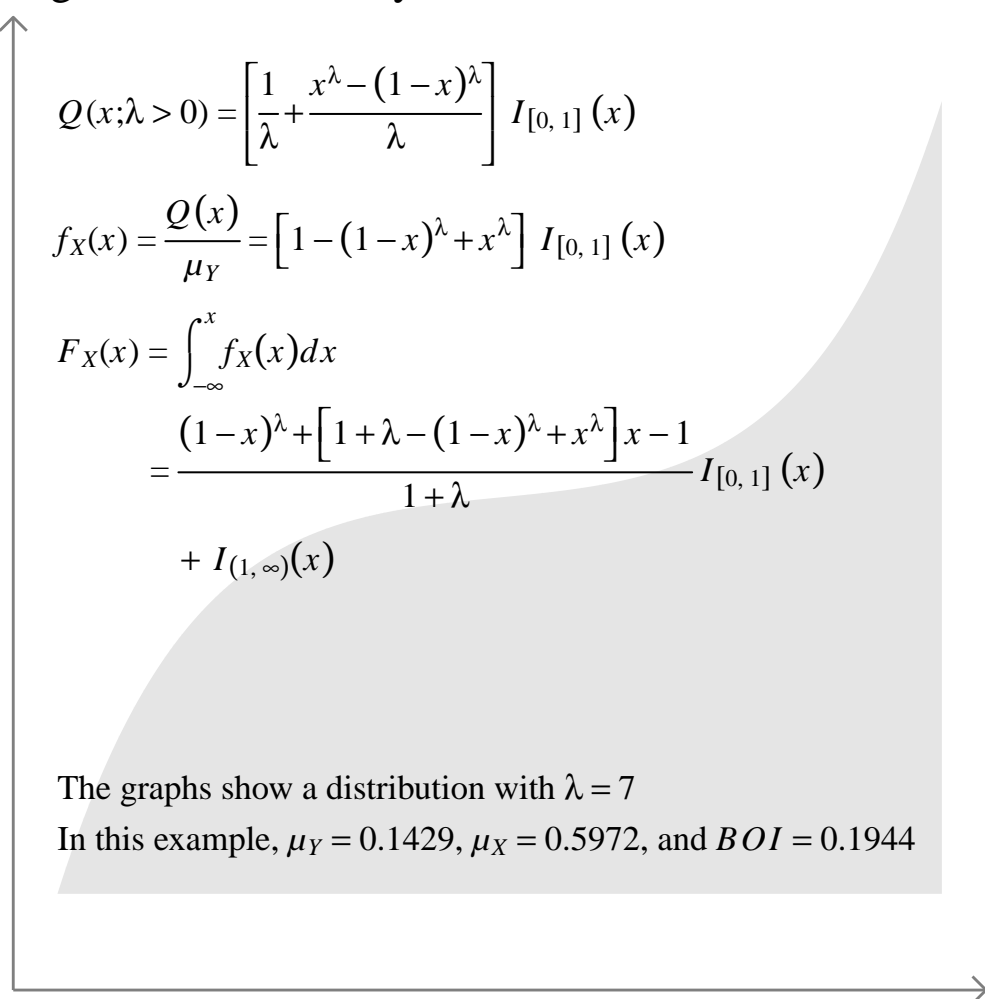 Q(x;λ > 0) = [1/λ + (x^λ − (1 − x)^λ)/λ] I_[0, 1] (x)
f_X(x) = Q(x)/μ_Y = [1 − (1 − x)^λ + x^λ] I_[0, 1] (x)
F_X(x) = ∫_−∞^x f_X(x)dx
= ((1 − x)^λ + [1 + λ − (1 − x)^λ + x^λ]x − 1)/(1 + λ) I_[0, 1] (x)
+ I_(1, ∞)(x)
The graphs show a distribution with λ = 7
In this example, μ_Y = 0.1429, μ_X = 0.5972, and BOI = 0.1944